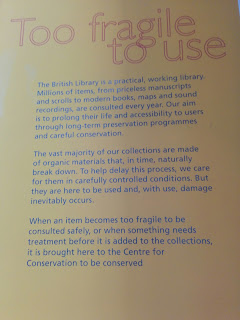 Too fragile
to use
The British Library is a practical, working library.
Millions of items, from priceless manuscripts
and scrolls to modern books, maps and sound
recordings, are consulted every year. Our aim
is to prolong their life and accessibility to users
through long-term preservation programmes
and careful conservation.
The vast majority of our collections are made
of organic materials that, in time, naturally
break down. To help delay this process, we care
for them in carefully controlled conditions. But
they are here to be used and, with use, damage
inevitably occurs.
When an item becomes too fragile to be
consulted safely, or when something needs
treatment before it is added to the collections,
it is brought here to the Centre for
Conservation to be conserved